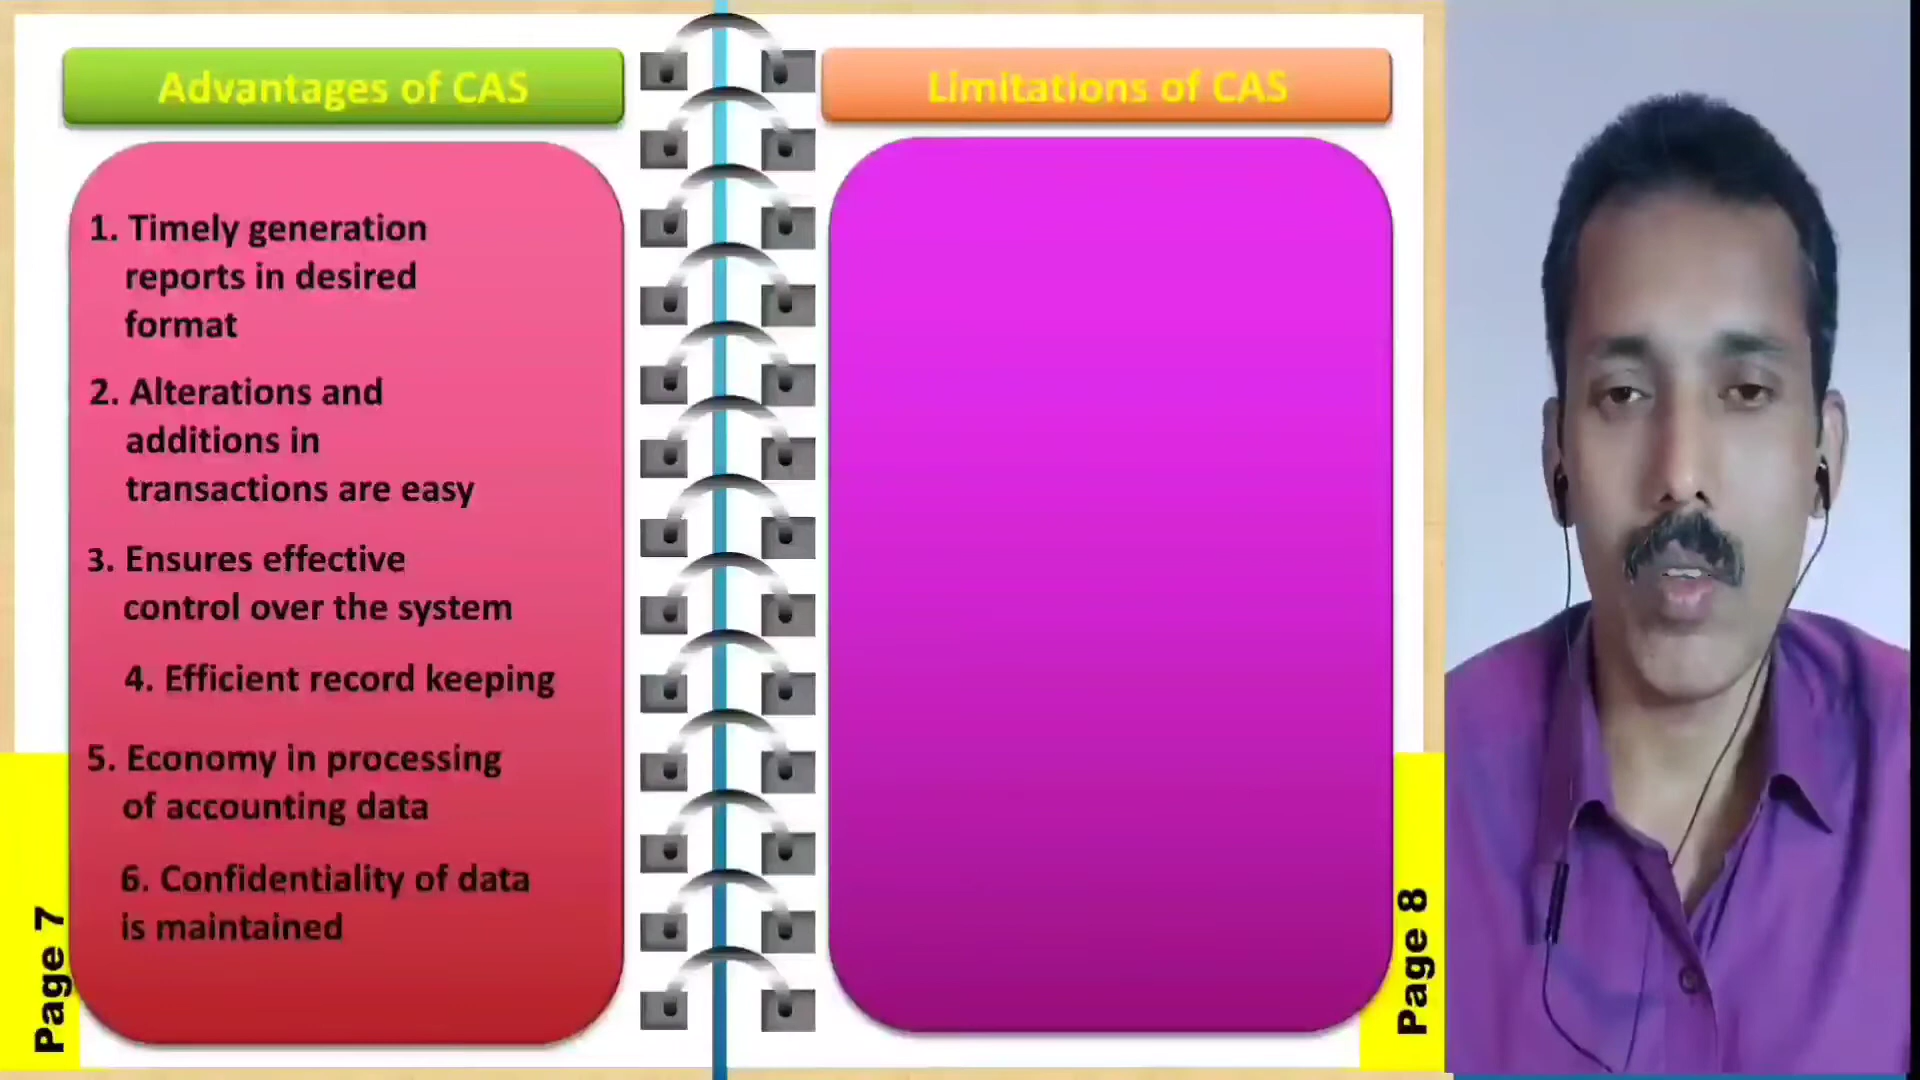 Advantages of CAS
1. Timely generation
reports in desired
format
2. Alterations and
additions in
transactions are easy
3. Ensures effective
control over the system
4. Efficient record keeping
5. Economy in processing
of accounting data
6. Confidentiality of data
is maintained
Page 7
Limitations of CAS
Page 8